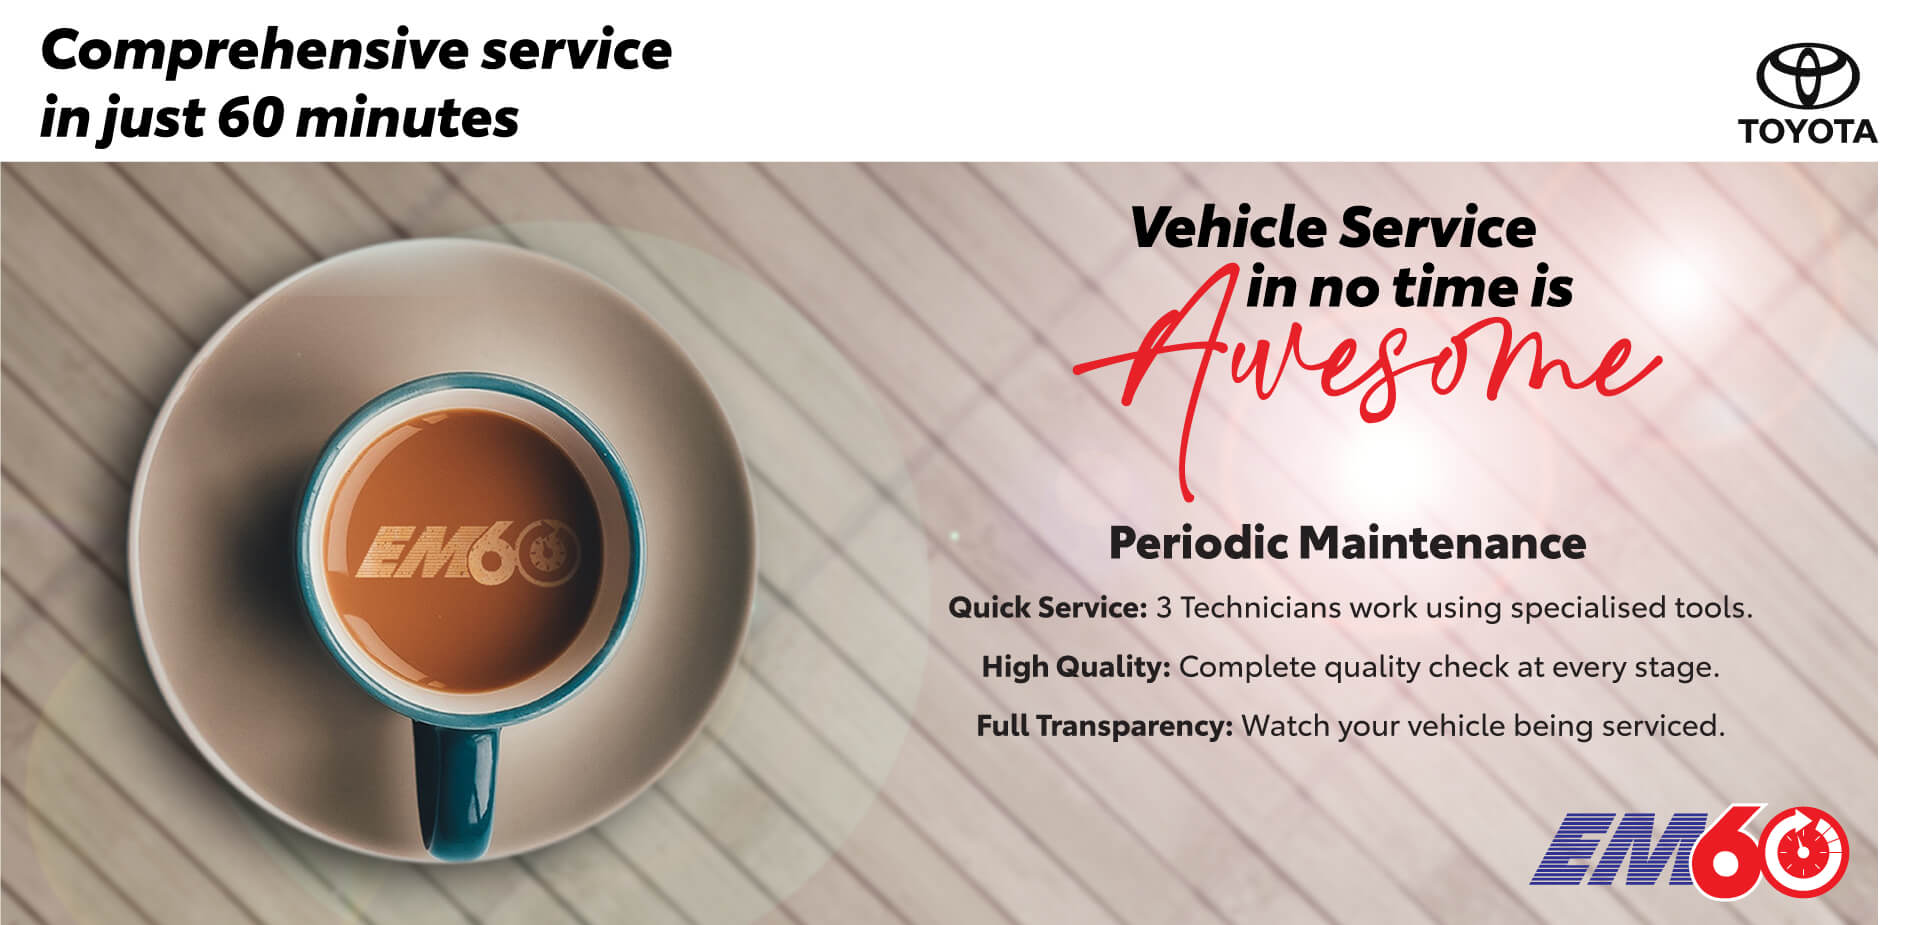 Comprehensive service
in just 60 minutes
TOYOTA
Vehicle Service
in no time is
Awesome
EM60
Periodic Maintenance
Quick Service: 3 Technicians work using specialised tools.
High Quality: Complete quality check at every stage.
Full Transparency: Watch your vehicle being serviced.
EM60